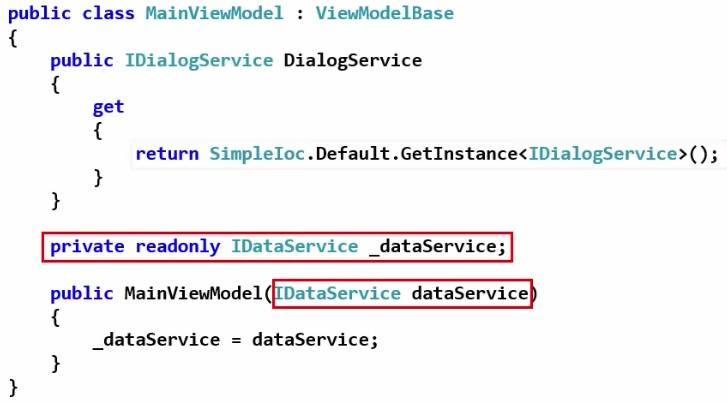 public class MainViewModel : ViewModelBase
{
    public IDialogService DialogService
    {
        get
        {
            return SimpleIoc.Default.GetInstance<IDialogService>();
        }
    }
    private readonly IDataService _dataService;
    public MainViewModel(IDataService dataService)
    {
        _dataService = dataService;
    }
}